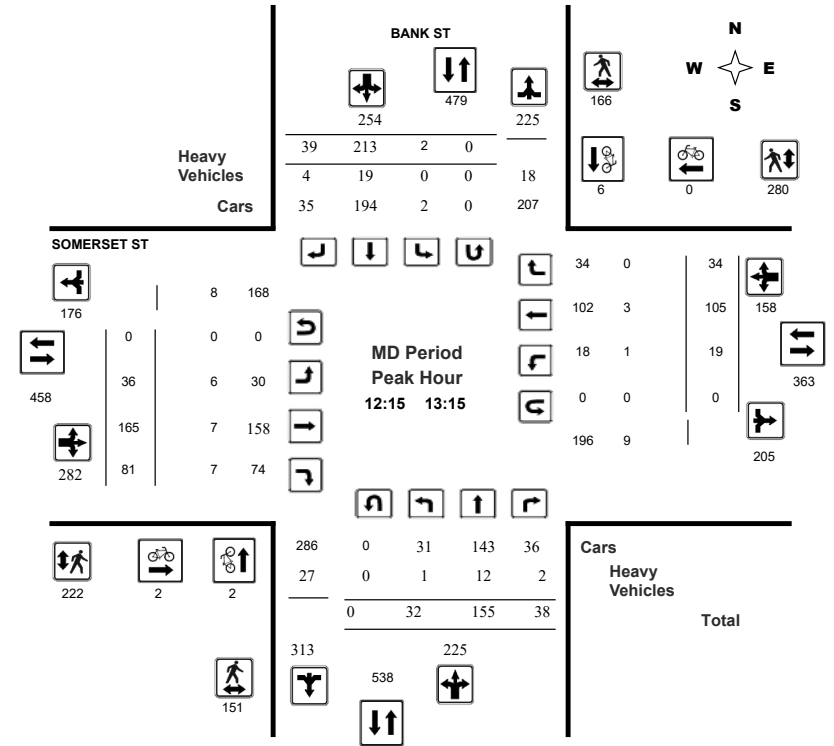 BANK ST
N
W E
S
479
166
254 225
39 213 2 0
Heavy
Vehicles
4 19 0 0 18
Cars
35 194 2 0 207
6 0 280
SOMERSET ST
34 0 34
176
8 168
102 3 105 158
0 0 0
MD Period
Peak Hour
12:15 13:15
18 1 19
363
458
36 6 30
0 0 0
165 7 158
196 9
205
282
81 7 74
286 0 31 143 36
Cars
27 0 1 12 2
Heavy
Vehicles
222 2 2
0 32 155 38
Total
313 225
538
151